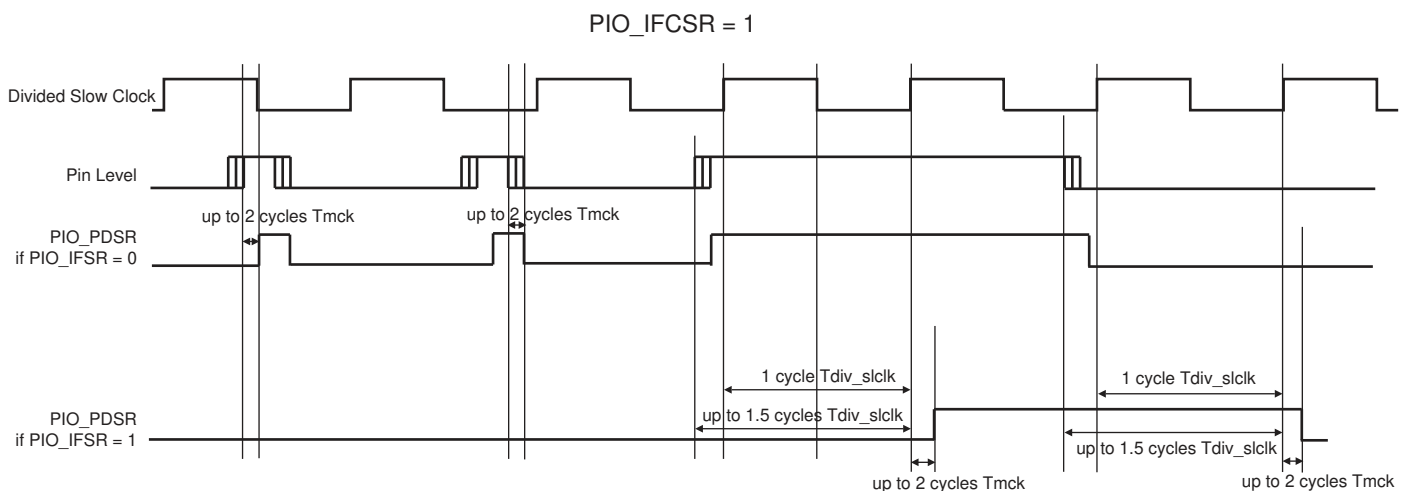 PIO_IFCSR = 1
Divided Slow Clock
Pin Level
up to 2 cycles Tmck
up to 2 cycles Tmck
PIO_PDSR
if PIO_IFSR = 0
1 cycle Tdiv_slclk
1 cycle Tdiv_slclk
up to 1.5 cycles Tdiv_slclk
PIO_PDSR
if PIO_IFSR = 1
up to 1.5 cycles Tdiv_slclk
up to 2 cycles Tmck
up to 2 cycles Tmck